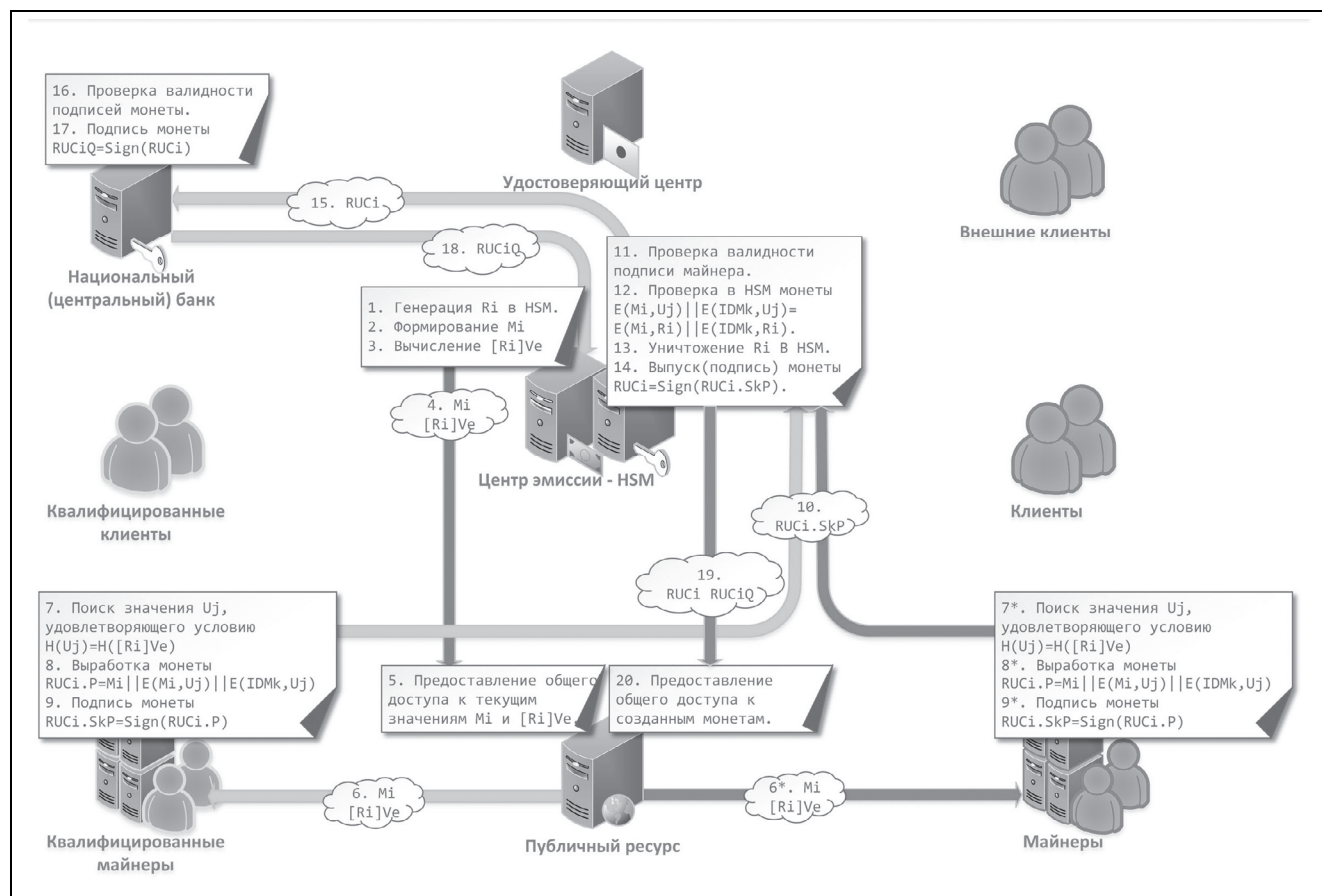 16. Проверка валидности
подписей монеты.
17. Подпись монеты
RUCiQ=Sign(RUCi)
Удостоверяющий центр
15. RUCi
18. RUCiQ
Национальный
(центральный) банк
Внешние клиенты
11. Проверка валидности
подписи майнера.
12. Проверка в HSM монеты
E(Mi,Uj)||E(IDMk,Uj)=
E(Mi,Ri)||E(IDMk,Ri).
13. Уничтожение Ri В HSM.
14. Выпуск(подпись) монеты
RUCi=Sign(RUCi.SkP).
1. Генерация Ri в HSM.
2. Формирование Mi
3. Вычисление [Ri]Ve
4. Mi
[Ri]Ve
Центр эмиссии - HSM
Квалифицированные
клиенты
Клиенты
10.
RUCi.SkP
19.
RUCi RUCiQ
7. Поиск значения Uj,
удовлетворяющего условию
H(Uj)=H([Ri]Ve)
8. Выработка монеты
RUCi.P=Mi||E(Mi,Uj)||E(IDMk,Uj)
9. Подпись монеты
RUCi.SkP=Sign(RUCi.P)
5. Предоставление общего
доступа к текущим
значениям Mi и [Ri]Ve.
20. Предоставление
общего доступа к
созданным монетам.
7*. Поиск значения Uj,
удовлетворяющего условию
H(Uj)=H([Ri]Ve)
8*. Выработка монеты
RUCi.P=Mi||E(Mi,Uj)||E(IDMk,Uj)
9*. Подпись монеты
RUCi.SkP=Sign(RUCi.P)
6. Mi
[Ri]Ve
6*. Mi
[Ri]Ve
Квалифицированные
майнеры
Публичный ресурс
Майнеры